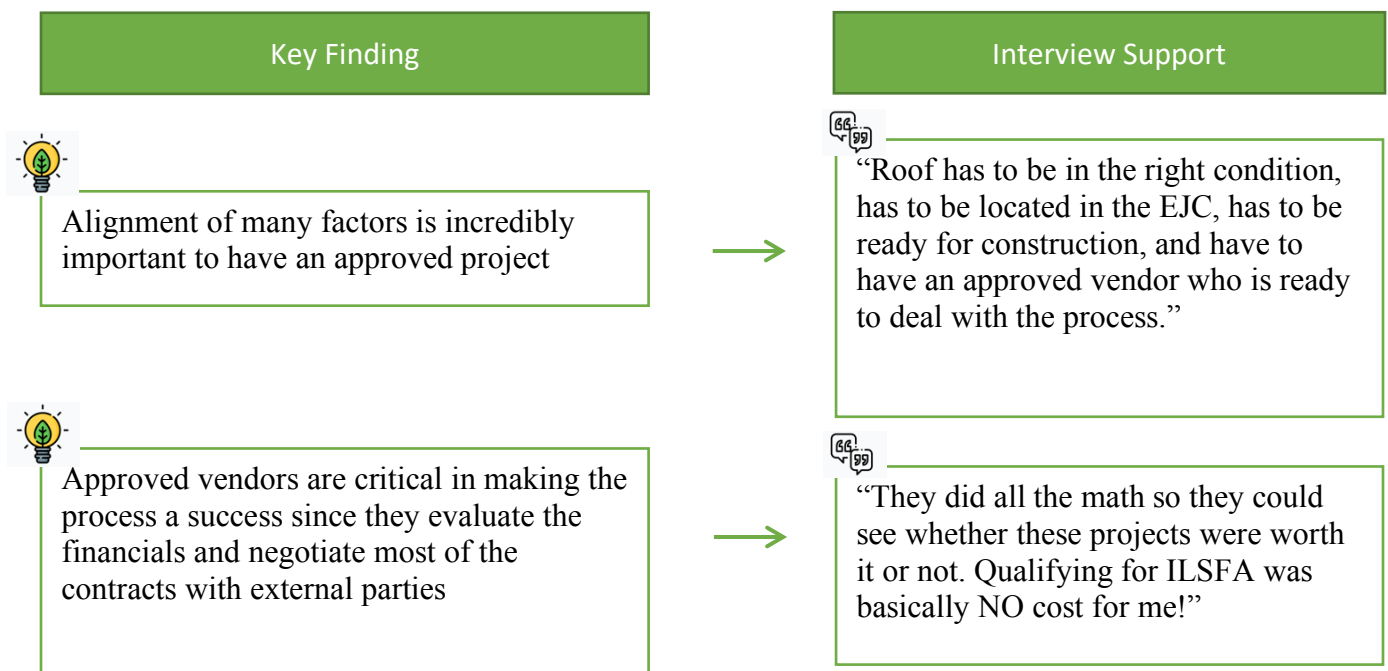 Key Finding
Interview Support
Alignment of many factors is incredibly
important to have an approved project
“Roof has to be in the right condition,
has to be located in the EJC, has to be
ready for construction, and have to
have an approved vendor who is ready
to deal with the process.”
Approved vendors are critical in making the
process a success since they evaluate the
financials and negotiate most of the
contracts with external parties
“They did all the math so they could
see whether these projects were worth
it or not. Qualifying for ILSFA was
basically NO cost for me!”